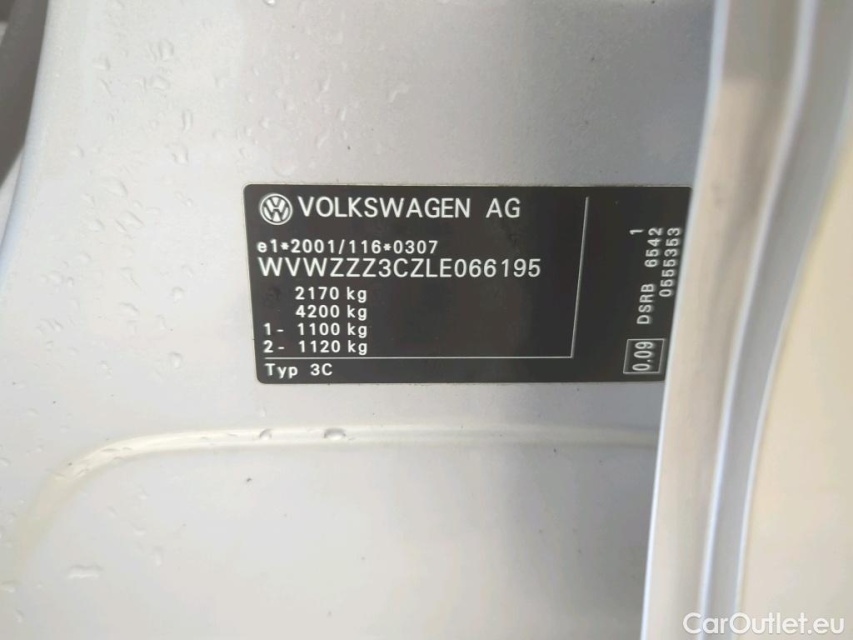 VOLKSWAGEN AG
e1*2001/116*0307
WVWZZZ3CZLE066195
2170 kg
4200 kg
1- 1100 kg
2- 1120 kg
Typ 3C
1
DSRB 6542
0555353
0.09
CarOutlet.eu